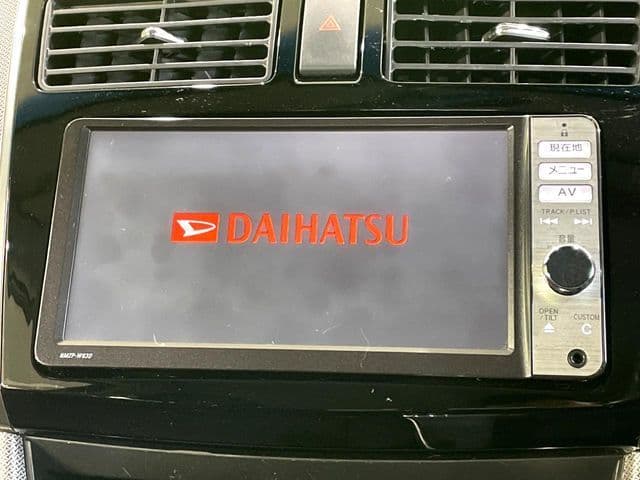 現在地
メニュー
AV
TRACK/P.LIST
音量
OPEN
/TILT
CUSTOM
C
DAIHATSU
NMZP-W63D